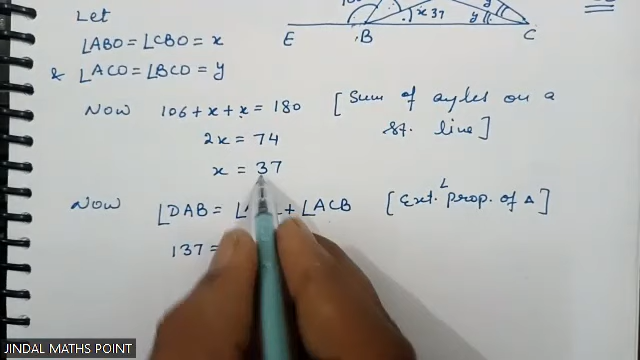 Let
∠ABO = ∠CBO = x
& ∠ACO = ∠BCO = y
E B C
x 37
y
Now 106 + x + x = 180 [Sum of angles on a st. line]
2x = 74
x = 37
Now ∠DAB = ∠ + ∠ACB [Ext. ∠ prop. of Δ]
137 =
JINDAL MATHS POINT